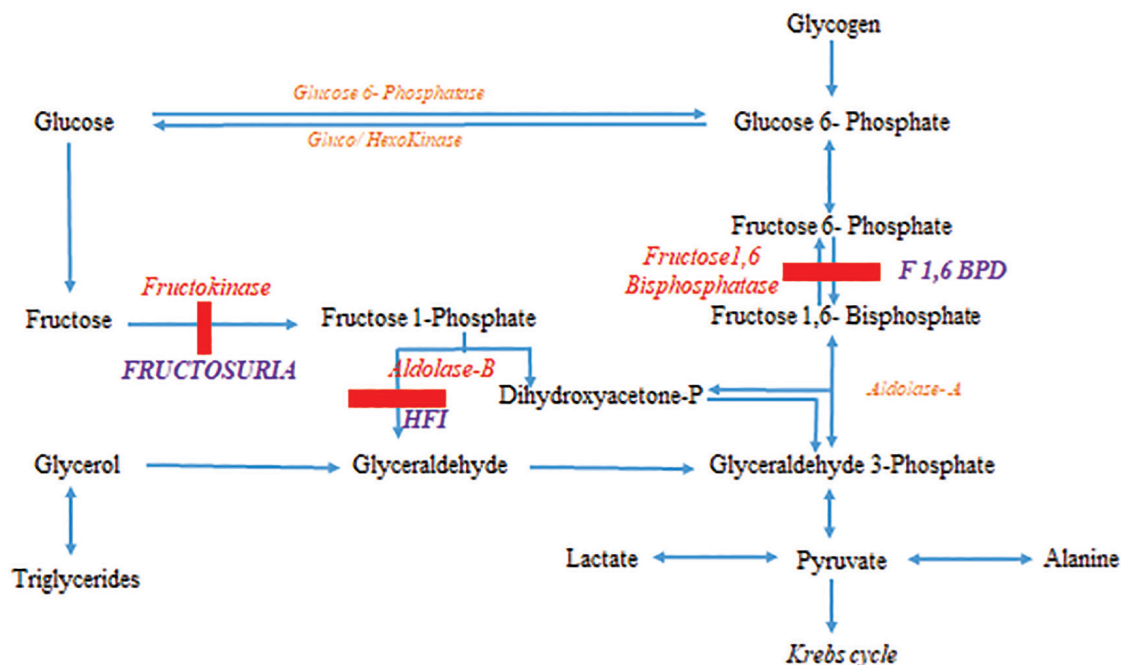 Glycogen
Glucose 6- Phosphatase
Glucose
Glucose 6- Phosphate
Gluco/ HexoKinase
Fructose 6- Phosphate
Fructose1,6
Bisphosphatase
F 1,6 BPD
Fructokinase
Fructose
Fructose 1-Phosphate
Fructose 1,6- Bisphosphate
FRUCTOSURIA
Aldolase-B
Dihydroxyacetone-P
Aldolase-A
HFI
Glycerol
Glyceraldehyde
Glyceraldehyde 3-Phosphate
Lactate
Pyruvate
Alanine
Triglycerides
Krebs cycle